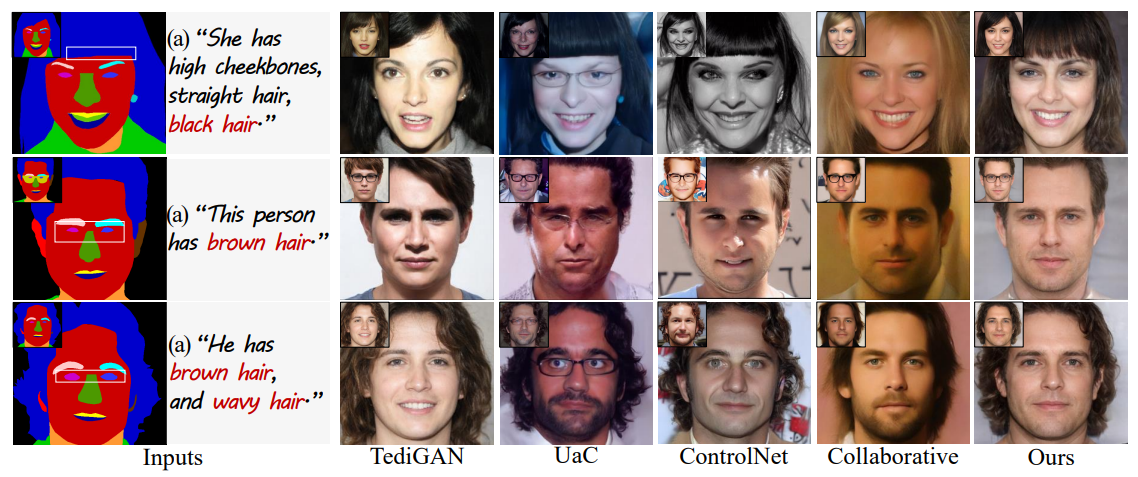 (a) “She has
high cheekbones,
straight hair,
black hair.”
(a) “This person
has brown hair.”
(a) “He has
brown hair,
and wavy hair.”
Inputs TediGAN UaC ControlNet Collaborative Ours